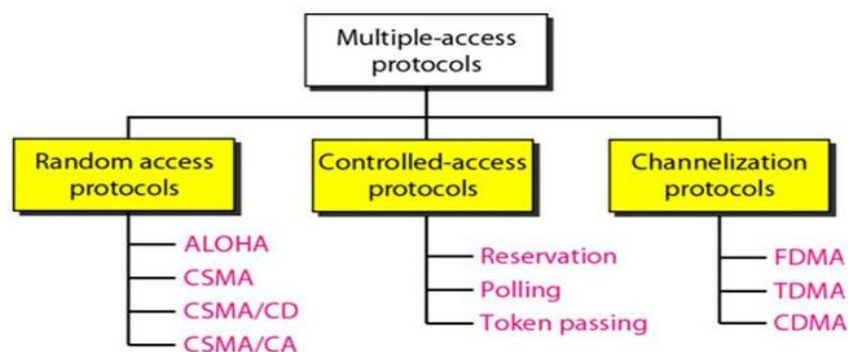 Multiple-access
protocols
Random access
protocols
Controlled-access
protocols
Channelization
protocols
ALOHA
CSMA
CSMA/CD
CSMA/CA
Reservation
Polling
Token passing
FDMA
TDMA
CDMA